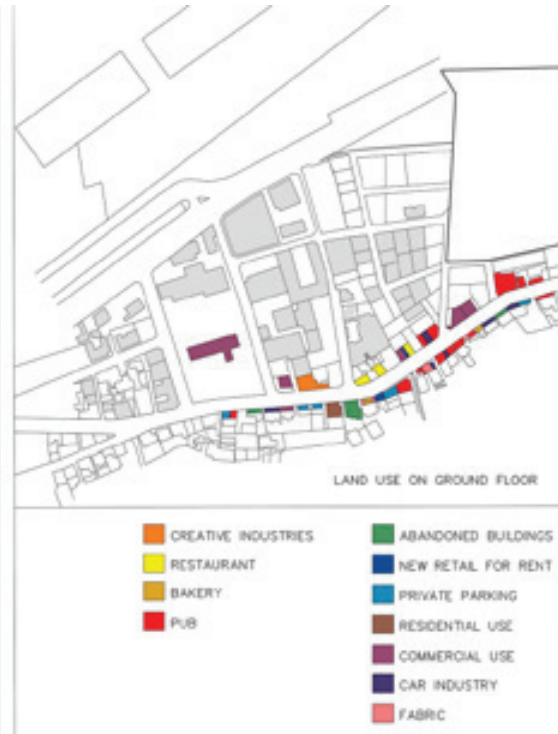 LAND USE ON GROUND FLOOR
CREATIVE INDUSTRIES
RESTAURANT
BAKERY
PUB
ABANDONED BUILDINGS
NEW RETAIL FOR RENT
PRIVATE PARKING
RESIDENTIAL USE
COMMERCIAL USE
CAR INDUSTRY
FABRIC